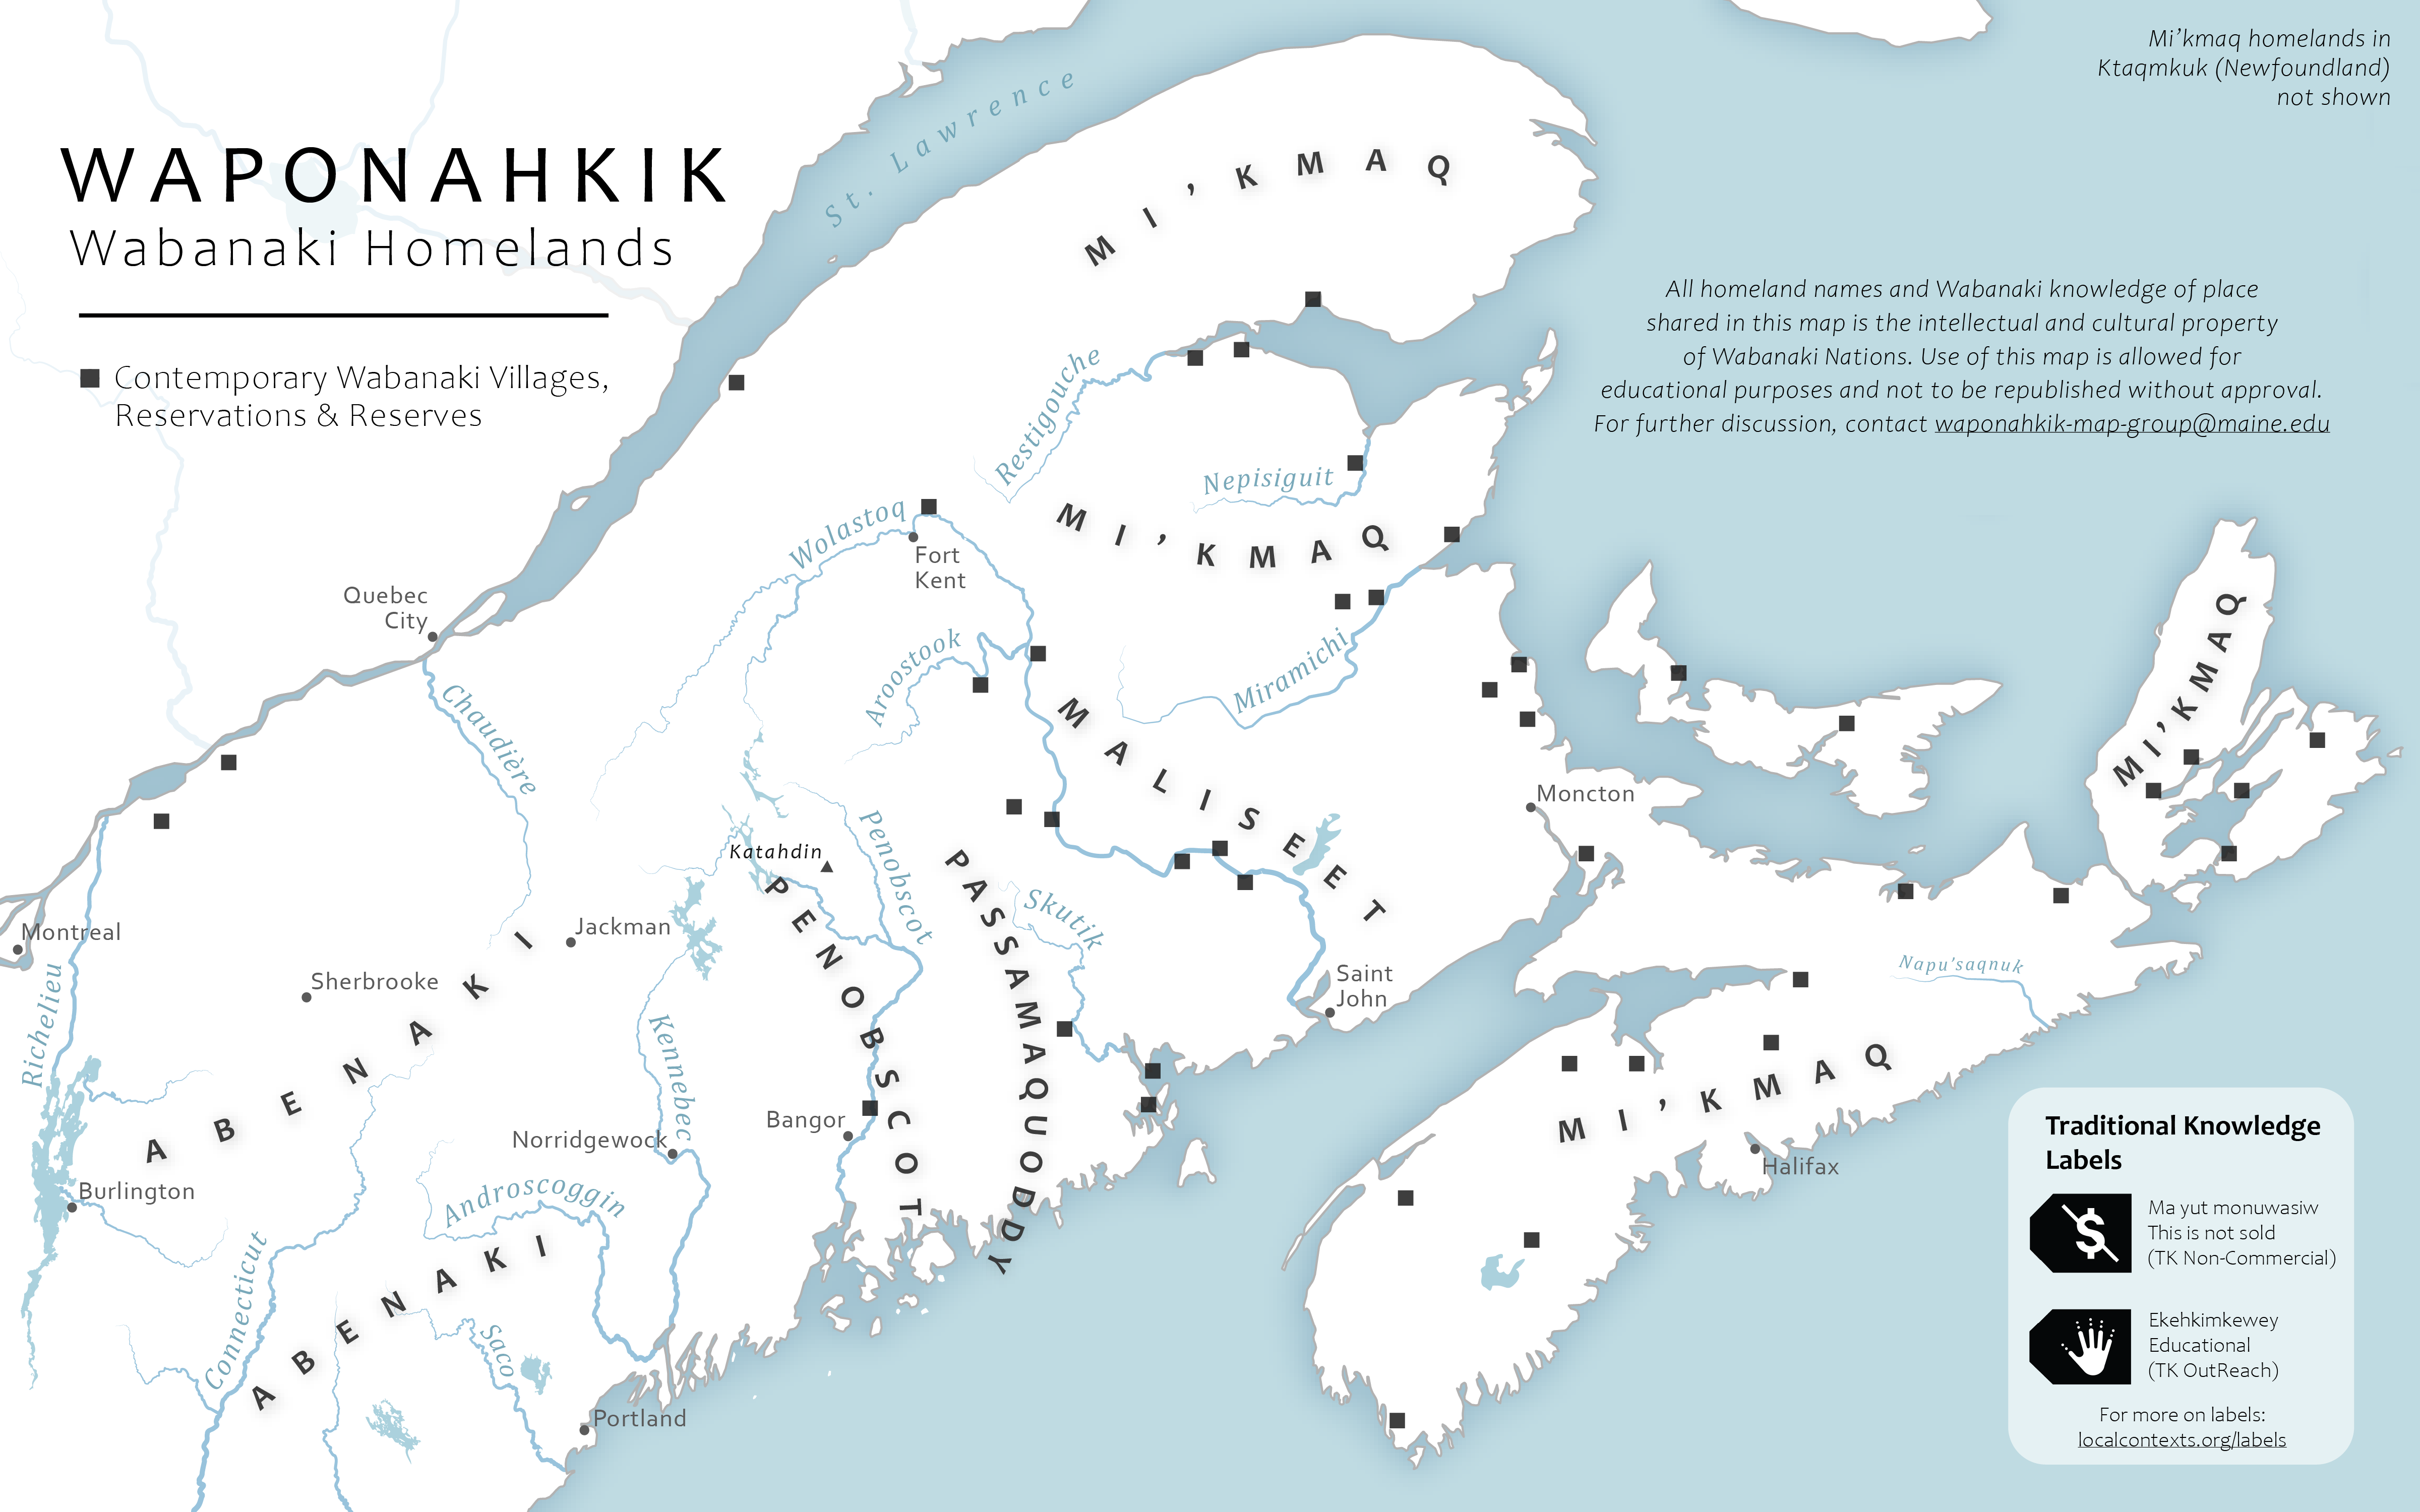 WAPONAHKIK
Wabanaki Homelands
Contemporary Wabanaki Villages,
Reservations & Reserves
Mi’kmaq homelands in
Ktaqmkuk (Newfoundland)
not shown
All homeland names and Wabanaki knowledge of place
shared in this map is the intellectual and cultural property
of Wabanaki Nations. Use of this map is allowed for
educational purposes and not to be republished without approval.
For further discussion, contact waponahkik-map-group@maine.edu
St. Lawrence
MI’KMAQ
Restigouche
Nepisiguit
MI’KMAQ
Wolastoq
Fort
Kent
Quebec
City
Chaudière
Aroostook
Miramichi
MALISEET
MI’KMAQ
Moncton
Katahdin
Penobscot
PENOBSCOT
PASSAMAQUODDY
Skutik
Montreal
Jackman
Sherbrooke
Richelieu
ABENAKI
Kennebec
Saint
John
Napu’saqnuk
MI’KMAQ
Halifax
Bangor
Norridgewock
Burlington
Androscoggin
Connecticut
ABENAKI
Saco
Portland
Traditional Knowledge
Labels
Ma yut monuwasiw
This is not sold
(TK Non-Commercial)
Ekehkimkewey
Educational
(TK OutReach)
For more on labels:
localcontexts.org/labels